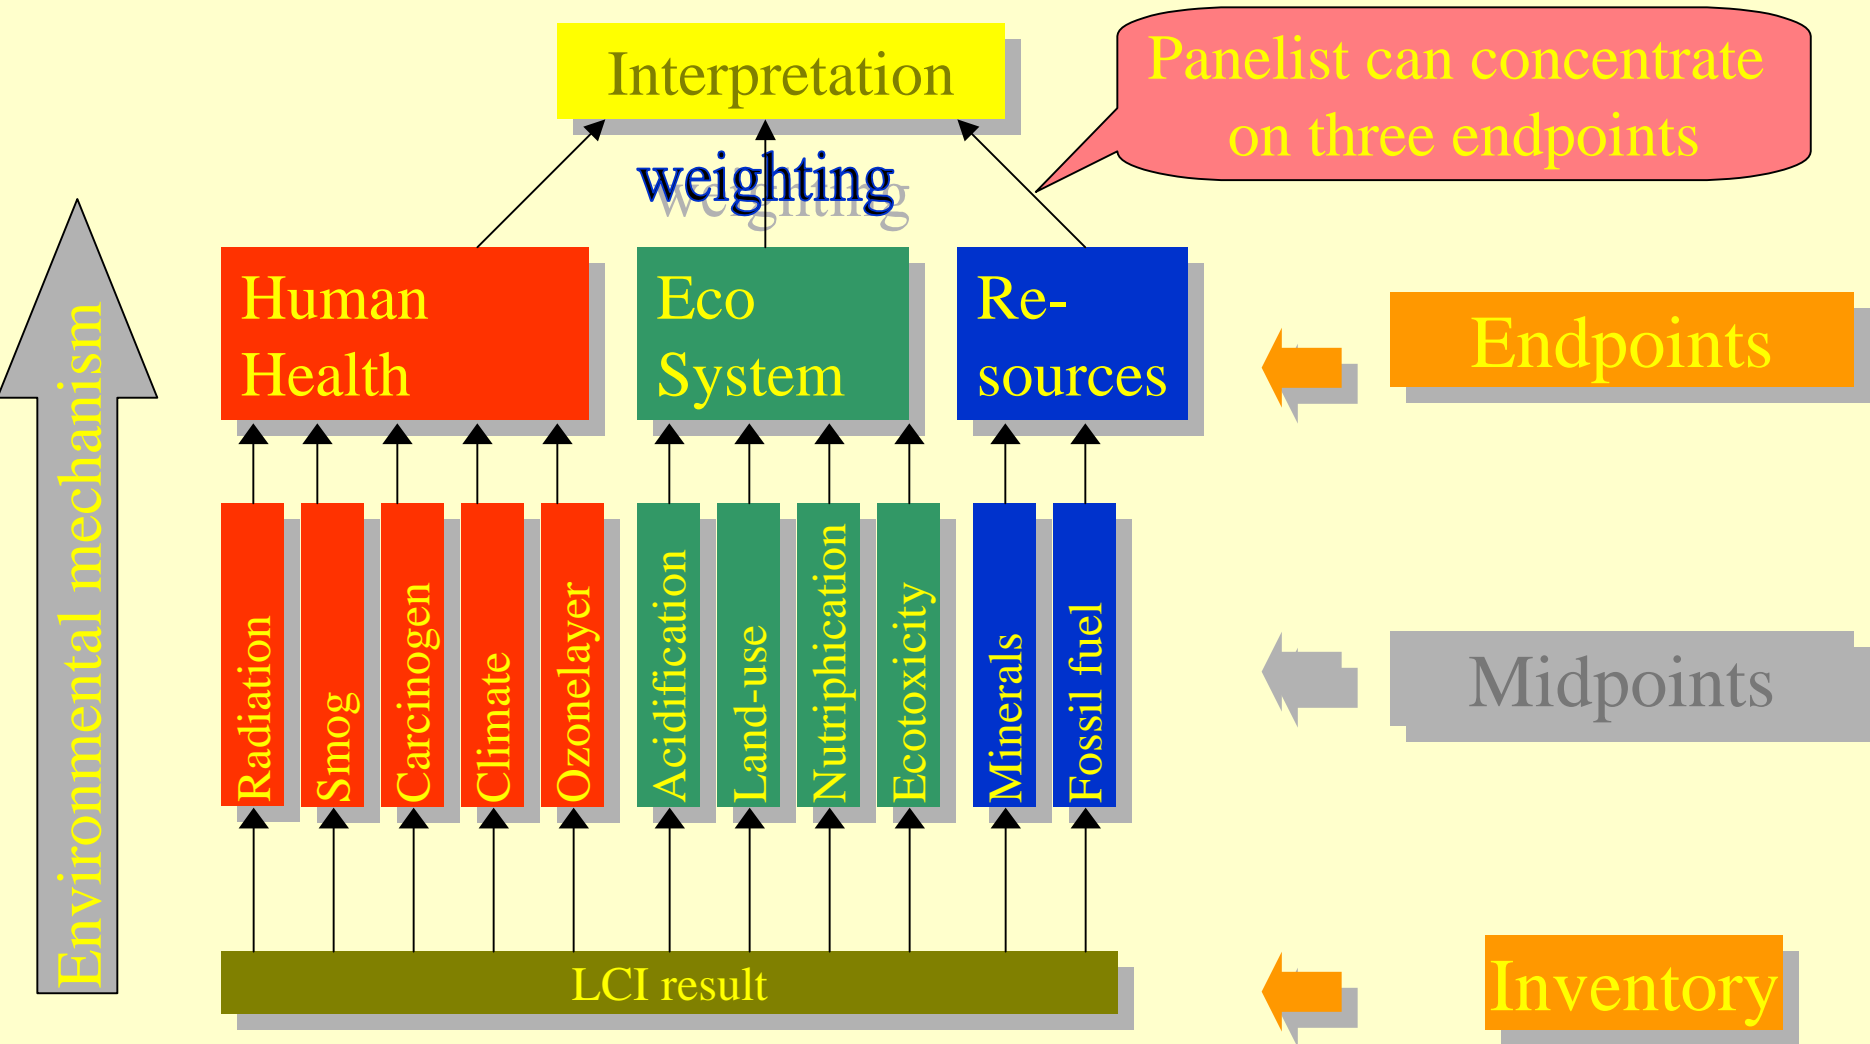 Interpretation
Panelist can concentrate
on three endpoints
weighting
Environmental mechanism
Human
Health
Eco
System
Re-
sources
Endpoints
Radiation
Smog
Carcinogen
Climate
Ozonelayer
Acidification
Land-use
Nutriphication
Ecotoxicity
Minerals
Fossil fuel
Midpoints
LCI result
Inventory